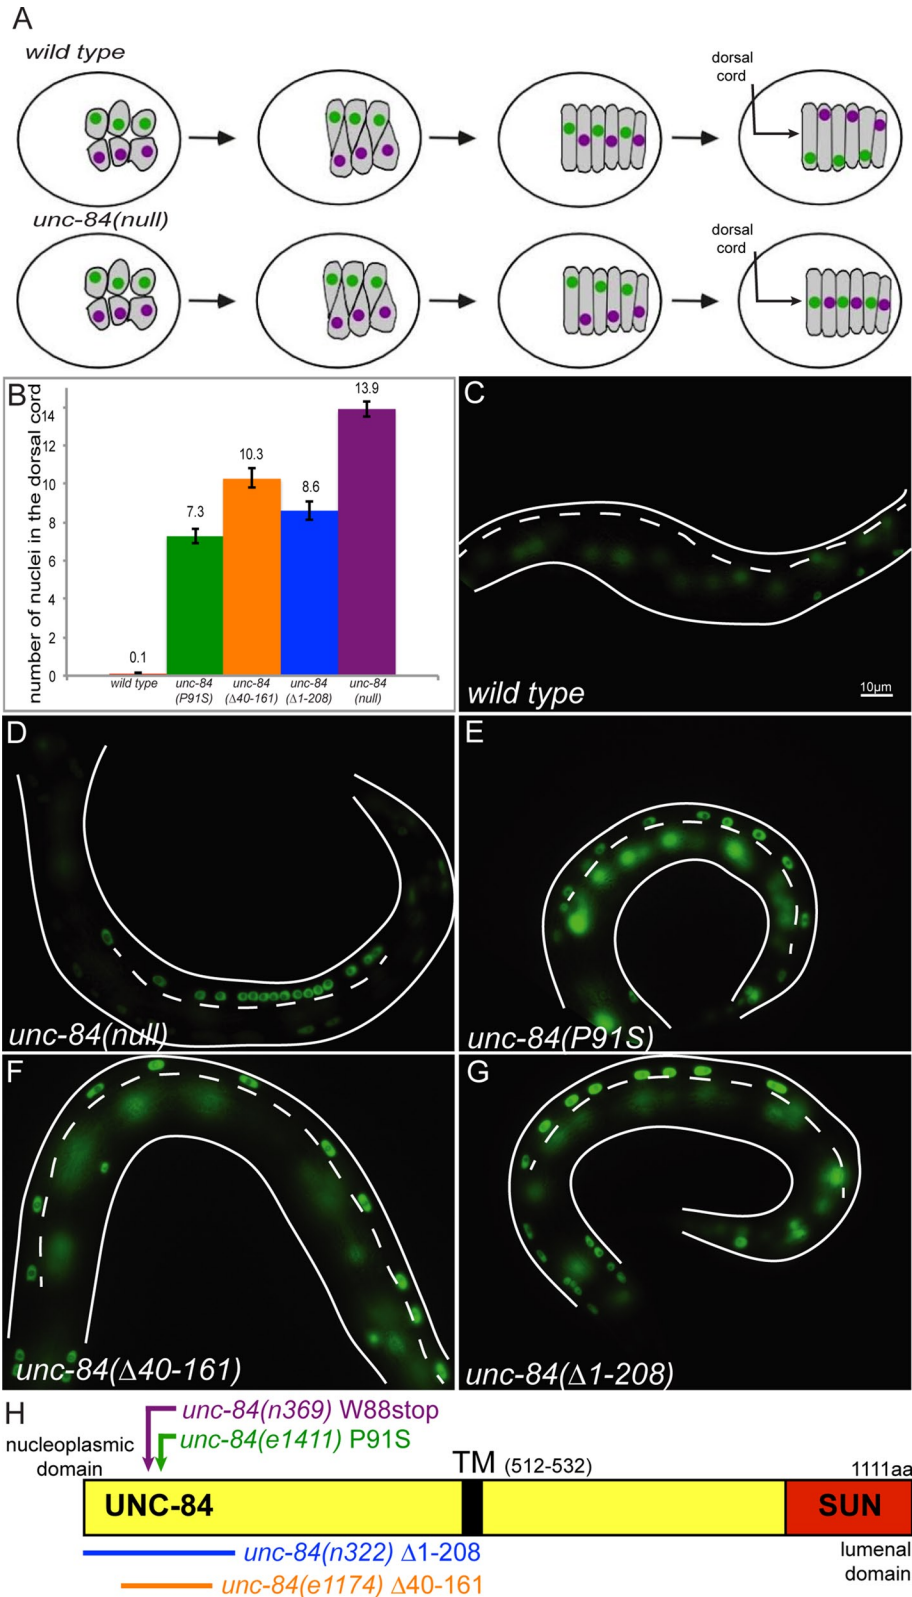 A
wild type
dorsal
cord
unc-84(null)
dorsal
cord
B
number of nuclei in the dorsal cord
14
12
10
8
6
4
2
0
0.1
7.3
10.3
8.6
13.9
wild type
unc-84
(P91S)
unc-84
(Δ40-161)
unc-84
(Δ1-208)
unc-84
(null)
C
wild type
10µm
D
unc-84(null)
E
unc-84(P91S)
F
unc-84(Δ40-161)
G
unc-84(Δ1-208)
H
unc-84(n369) W88stop
unc-84(e1411) P91S
nucleoplasmic
domain
TM (512-532)
1111aa
UNC-84
SUN
unc-84(n322) Δ1-208
lumenal
domain
unc-84(e1174) Δ40-161